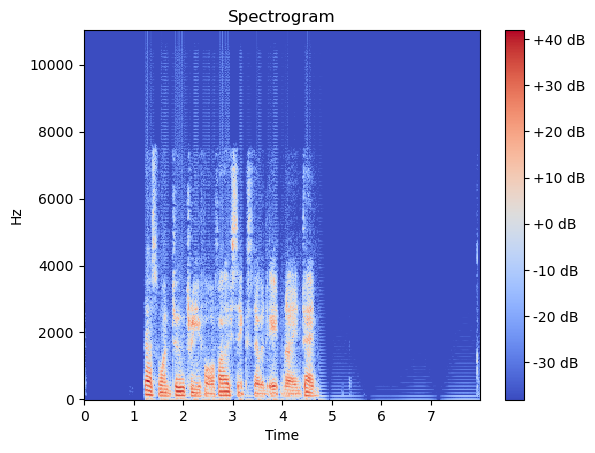 Spectrogram
10000
8000
6000
4000
2000
0
Hz
0 1 2 3 4 5 6 7
Time
+40 dB
+30 dB
+20 dB
+10 dB
+0 dB
-10 dB
-20 dB
-30 dB